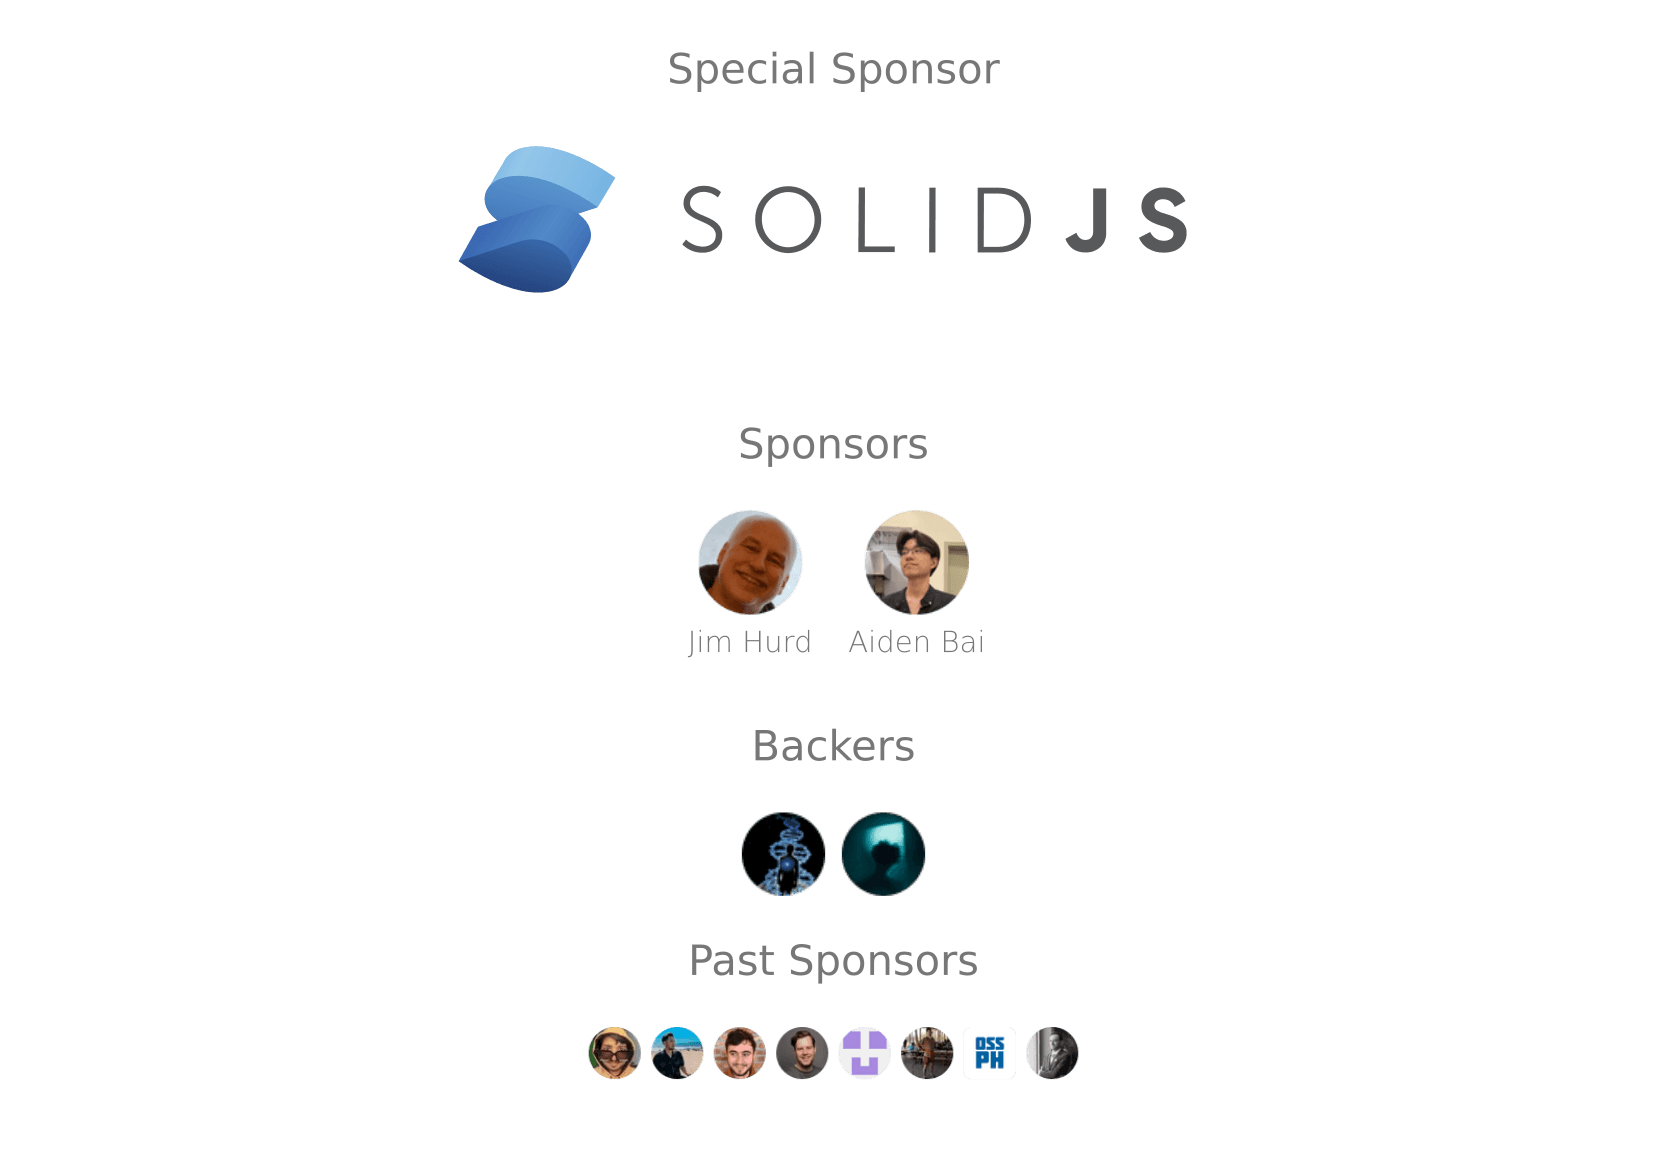 Special Sponsor
SOLIDJS
Sponsors
Jim Hurd
Aiden Bai
Backers
Past Sponsors
OSS
PH